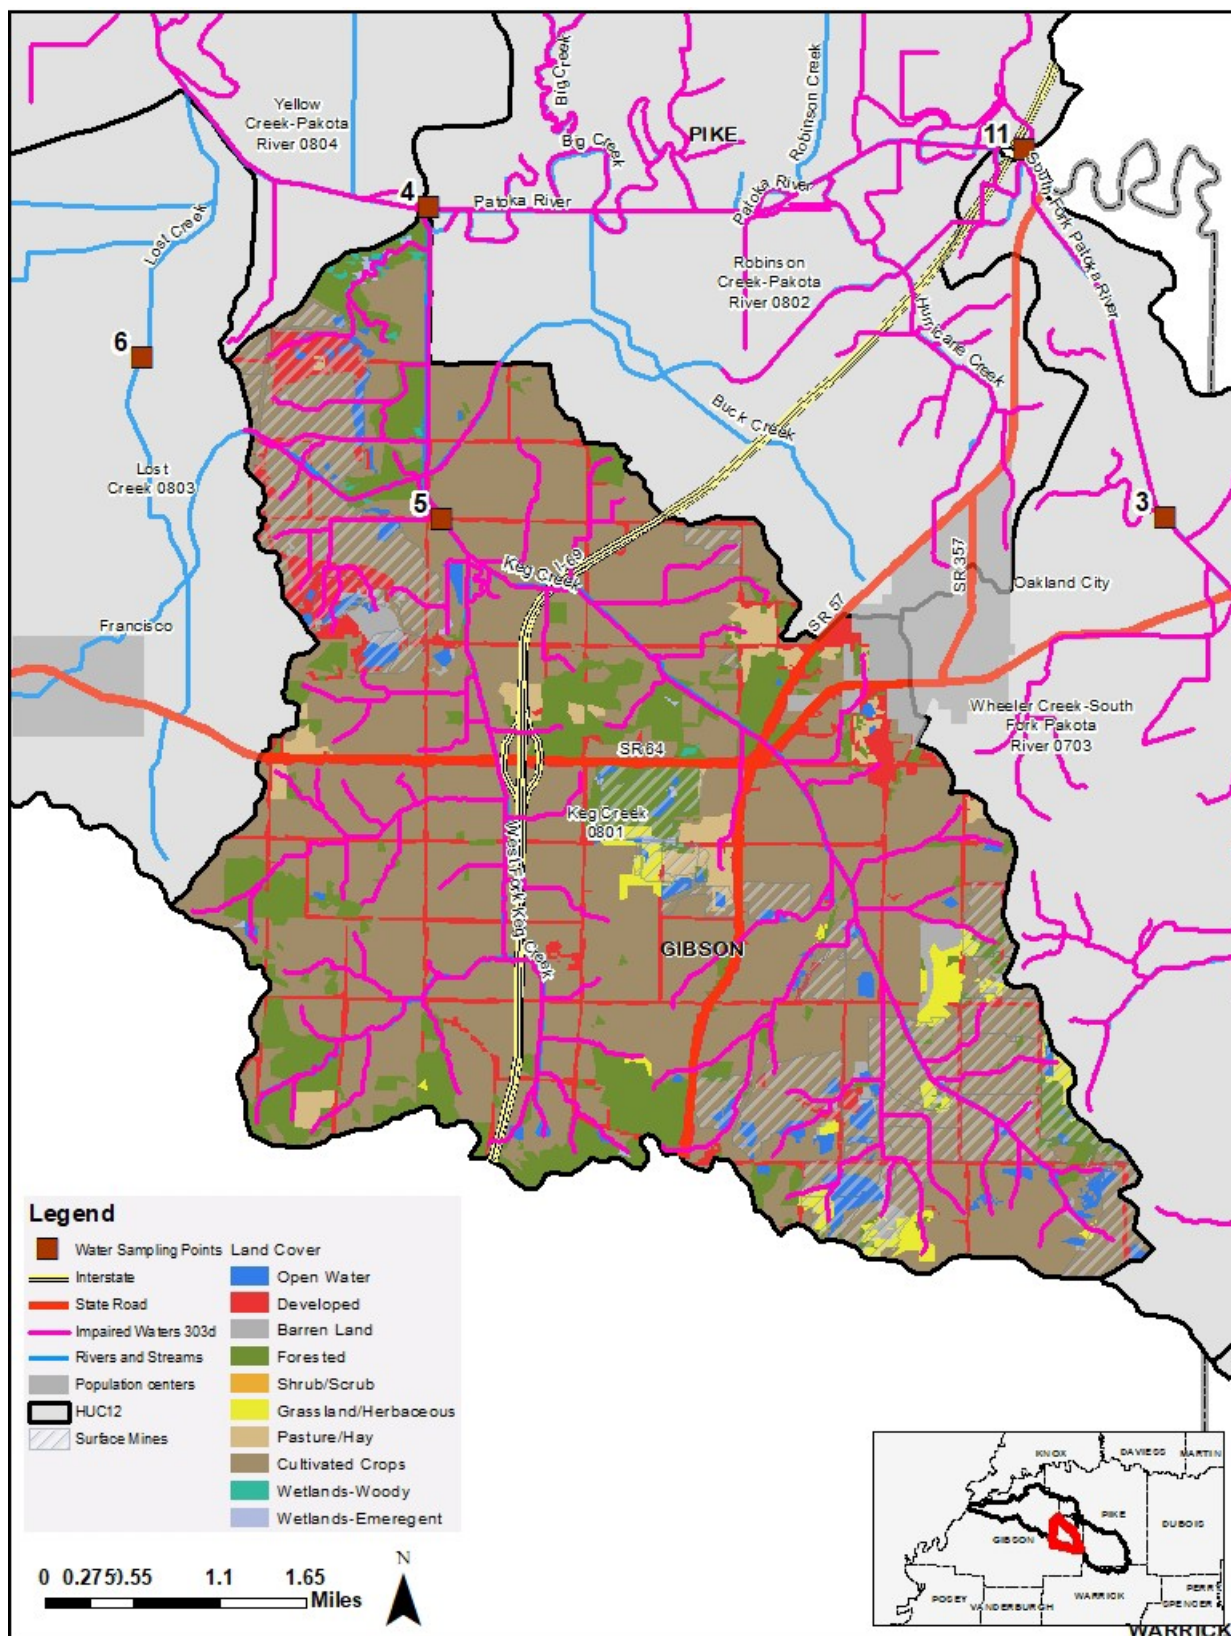 Yellow
Creek-Pakota
River 0804
Big Creek
Big Creek
PIKE
Robinson Creek
11
4
Patoka River
Patoka River
South Fork Patoka River
Lost Creek
Robinson
Creek-Pakota
River 0802
Hurricane Creek
6
Buck Creek
Lost
Creek 0803
5
3
I-69
Keg Creek
SR 357
Oakland City
Francisco
SR 57
Wheeler Creek-South
Fork Pakota
River 0703
SR 64
Keg Creek
0801
West Fork Keg Creek
GIBSON
Legend
Water Sampling Points
Interstate
State Road
Impaired Waters 303d
Rivers and Streams
Population centers
HUC12
Surface Mines
Land Cover
Open Water
Developed
Barren Land
Forested
Shrub/Scrub
Grassland/Herbaceous
Pasture/Hay
Cultivated Crops
Wetlands-Woody
Wetlands-Emeregent
0 0.275 0.55 1.1 1.65
Miles
N
KNOX
DAVIESS
MARTIN
PIKE
GIBSON
DUBOIS
POSEY
VANDERBURGH
WARRICK
PERR
SPENCER
WARRICK